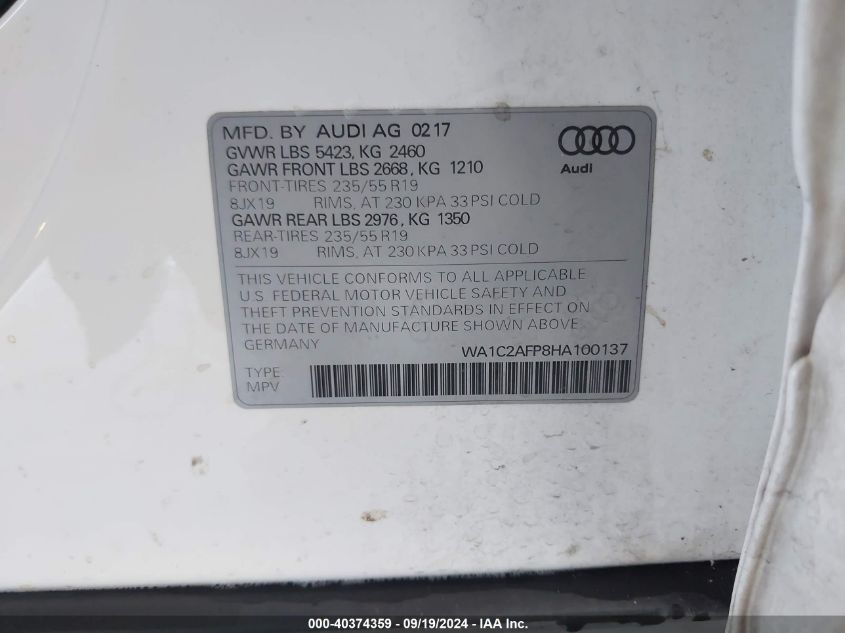 MFD. BY AUDI AG 02 17
GVWR LBS 5423, KG 2460
GAWR FRONT LBS 2668, KG 1210
FRONT-TIRES 235/55 R19
8JX19 RIMS, AT 230 KPA 33 PSI COLD
GAWR REAR LBS 2976, KG 1350
REAR-TIRES 235/55 R19
8JX19 RIMS, AT 230 KPA 33 PSI COLD
Audi
THIS VEHICLE CONFORMS TO ALL APPLICABLE
U.S. FEDERAL MOTOR VEHICLE SAFETY AND
THEFT PREVENTION STANDARDS IN EFFECT ON
THE DATE OF MANUFACTURE SHOWN ABOVE.
GERMANY
WA1C2AFP8HA100137
TYPE:
MPV
000-40374359 - 09/19/2024 - IAA Inc.